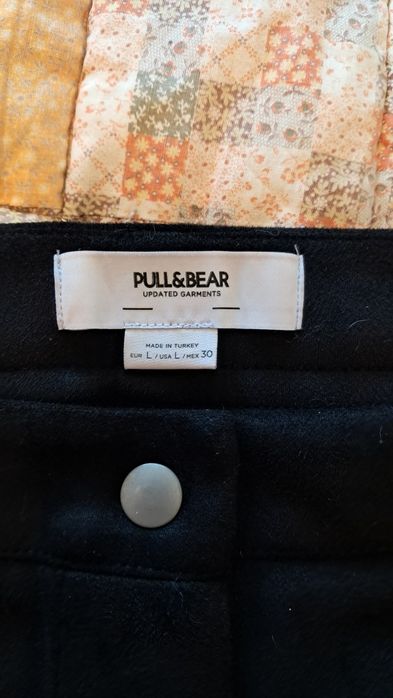 PULL&BEAR
UPDATED GARMENTS
MADE IN TURKEY
EUR L / USA L / MEX 30